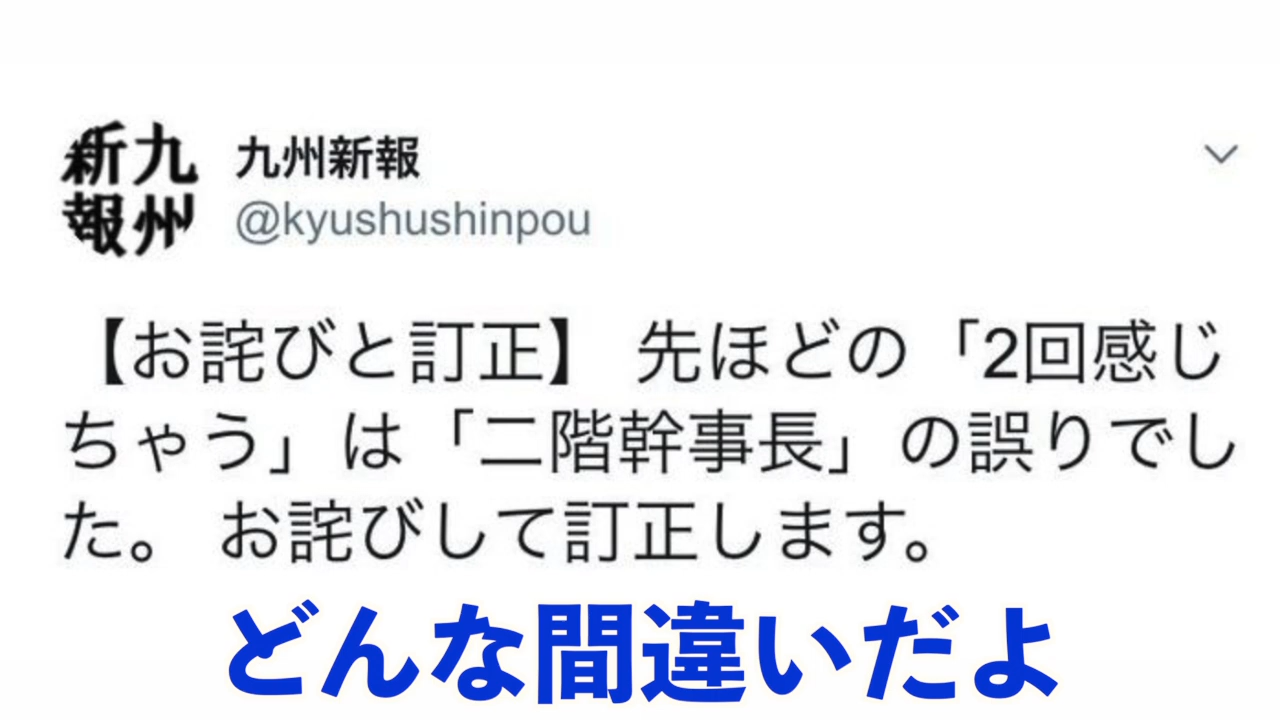 九州
新報
九州新報
@kyushushinpou
【お詫びと訂正】 先ほどの「2回感じ
ちゃう」は「二階幹事長」の誤りでし
た。 お詫びして訂正します。
どんな間違いだよ